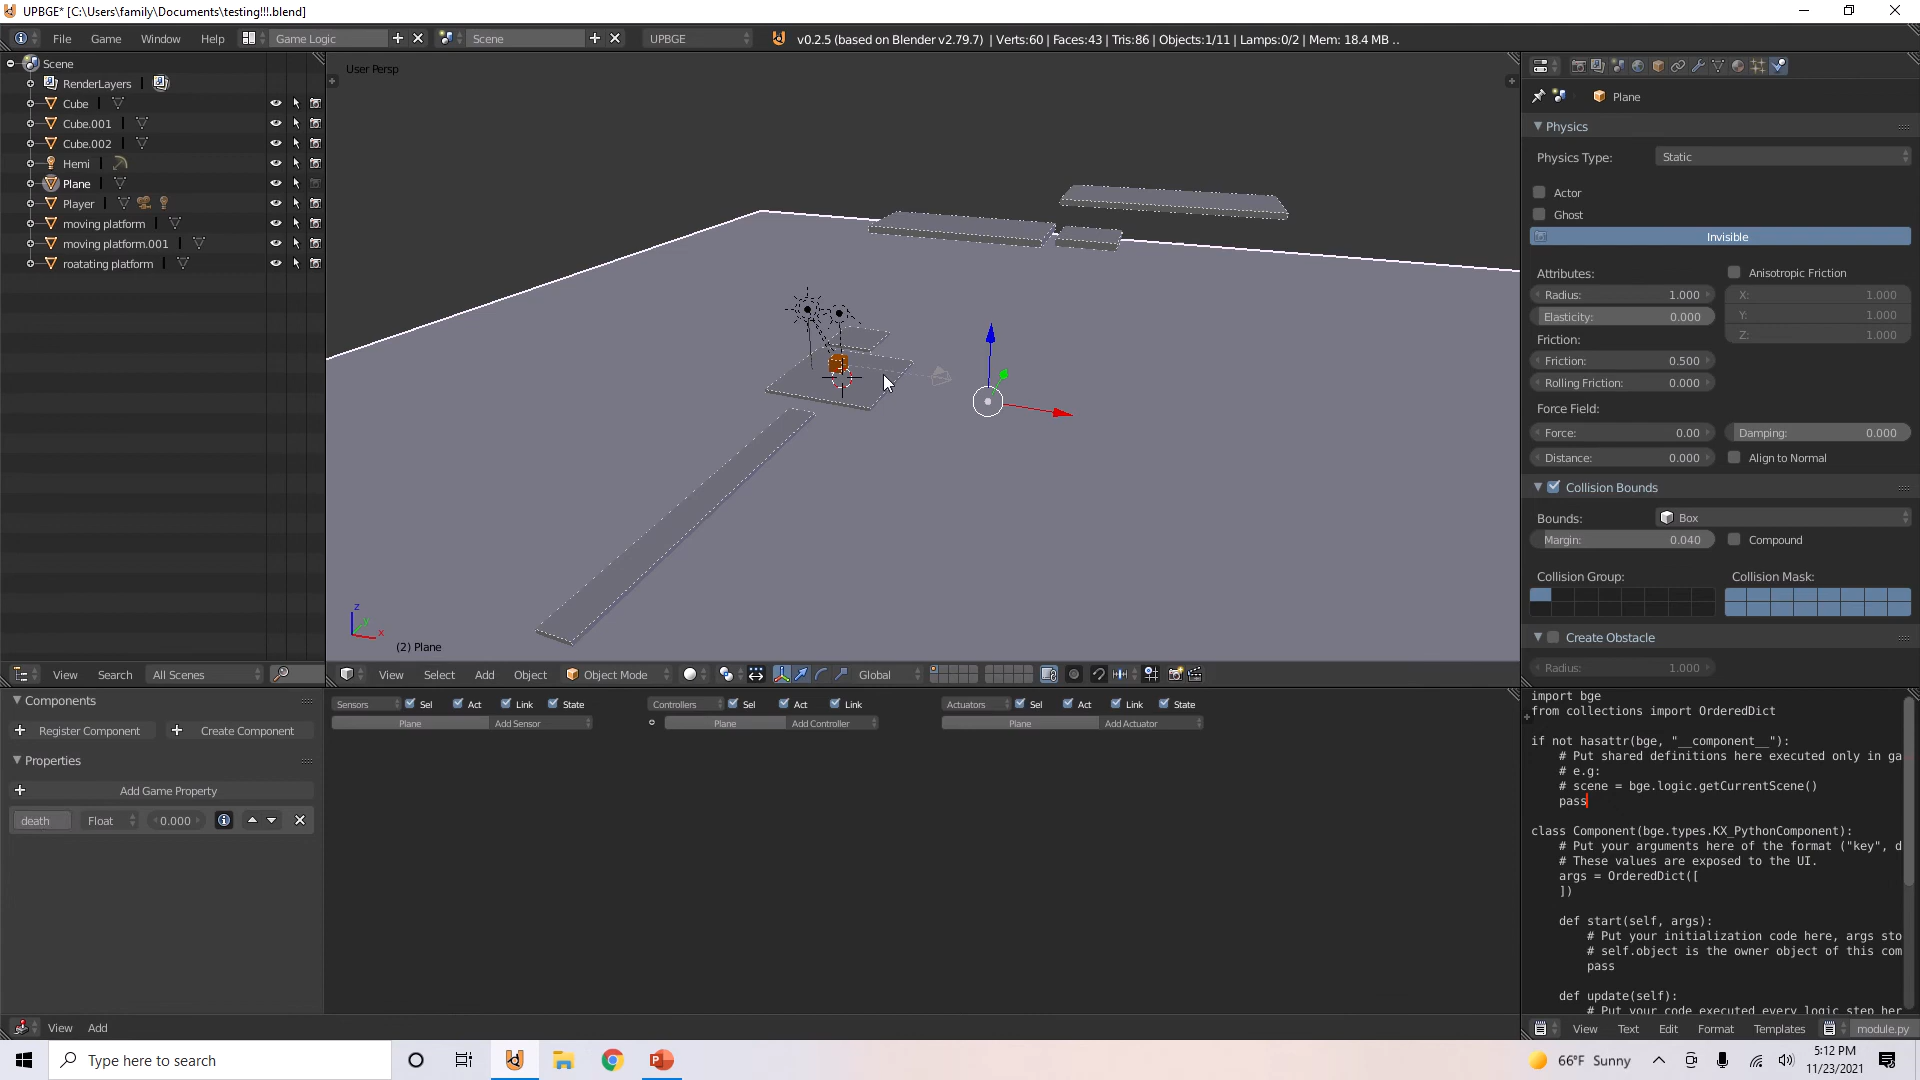 UPBGE* [C:\Users\family\Documents\testing!!!.blend]
File Game Window Help Game Logic Scene UPBGE v0.2.5 (based on Blender v2.79.7) | Verts:60 | Faces:43 | Tris:86 | Objects:1/11 | Lamps:0/2 | Mem: 18.4 MB ..
Scene
RenderLayers
Cube
Cube.001
Cube.002
Hemi
Plane
Player
moving platform
moving platform.001
roatating platform
View Search All Scenes
User Persp
z
y
x
(2) Plane
View Select Add Object Object Mode Global
Plane
Physics
Physics Type: Static
Actor
Ghost
Invisible
Attributes: Anisotropic Friction
Radius: 1.000 X: 1.000
Elasticity: 0.000 Y: 1.000
Friction: Z: 1.000
Friction: 0.500
Rolling Friction: 0.000
Force Field:
Force: 0.00 Damping: 0.000
Distance: 0.000 Align to Normal
Collision Bounds
Bounds: Box
Margin: 0.040 Compound
Collision Group: Collision Mask:
Create Obstacle
Radius: 1.000
Components
Register Component Create Component
Properties
Add Game Property
death Float 0.000
View Add
Sensors Sel Act Link State Controllers Sel Act Link Actuators Sel Act Link State
Plane Add Sensor Plane Add Controller Plane Add Actuator
import bge
from collections import OrderedDict
if not hasattr(bge, "__component__"):
# Put shared definitions here executed only in ga
# e.g:
# scene = bge.logic.getCurrentScene()
pass
class Component(bge.types.KX_PythonComponent):
# Put your arguments here of the format ("key", d
# These values are exposed to the UI.
args = OrderedDict([
])
def start(self, args):
# Put your initialization code here, args sto
# self.object is the owner object of this com
pass
def update(self):
# Put your code executed every logic step her
View Text Edit Format Templates module.py
Type here to search
66°F Sunny
5:12 PM
11/23/2021